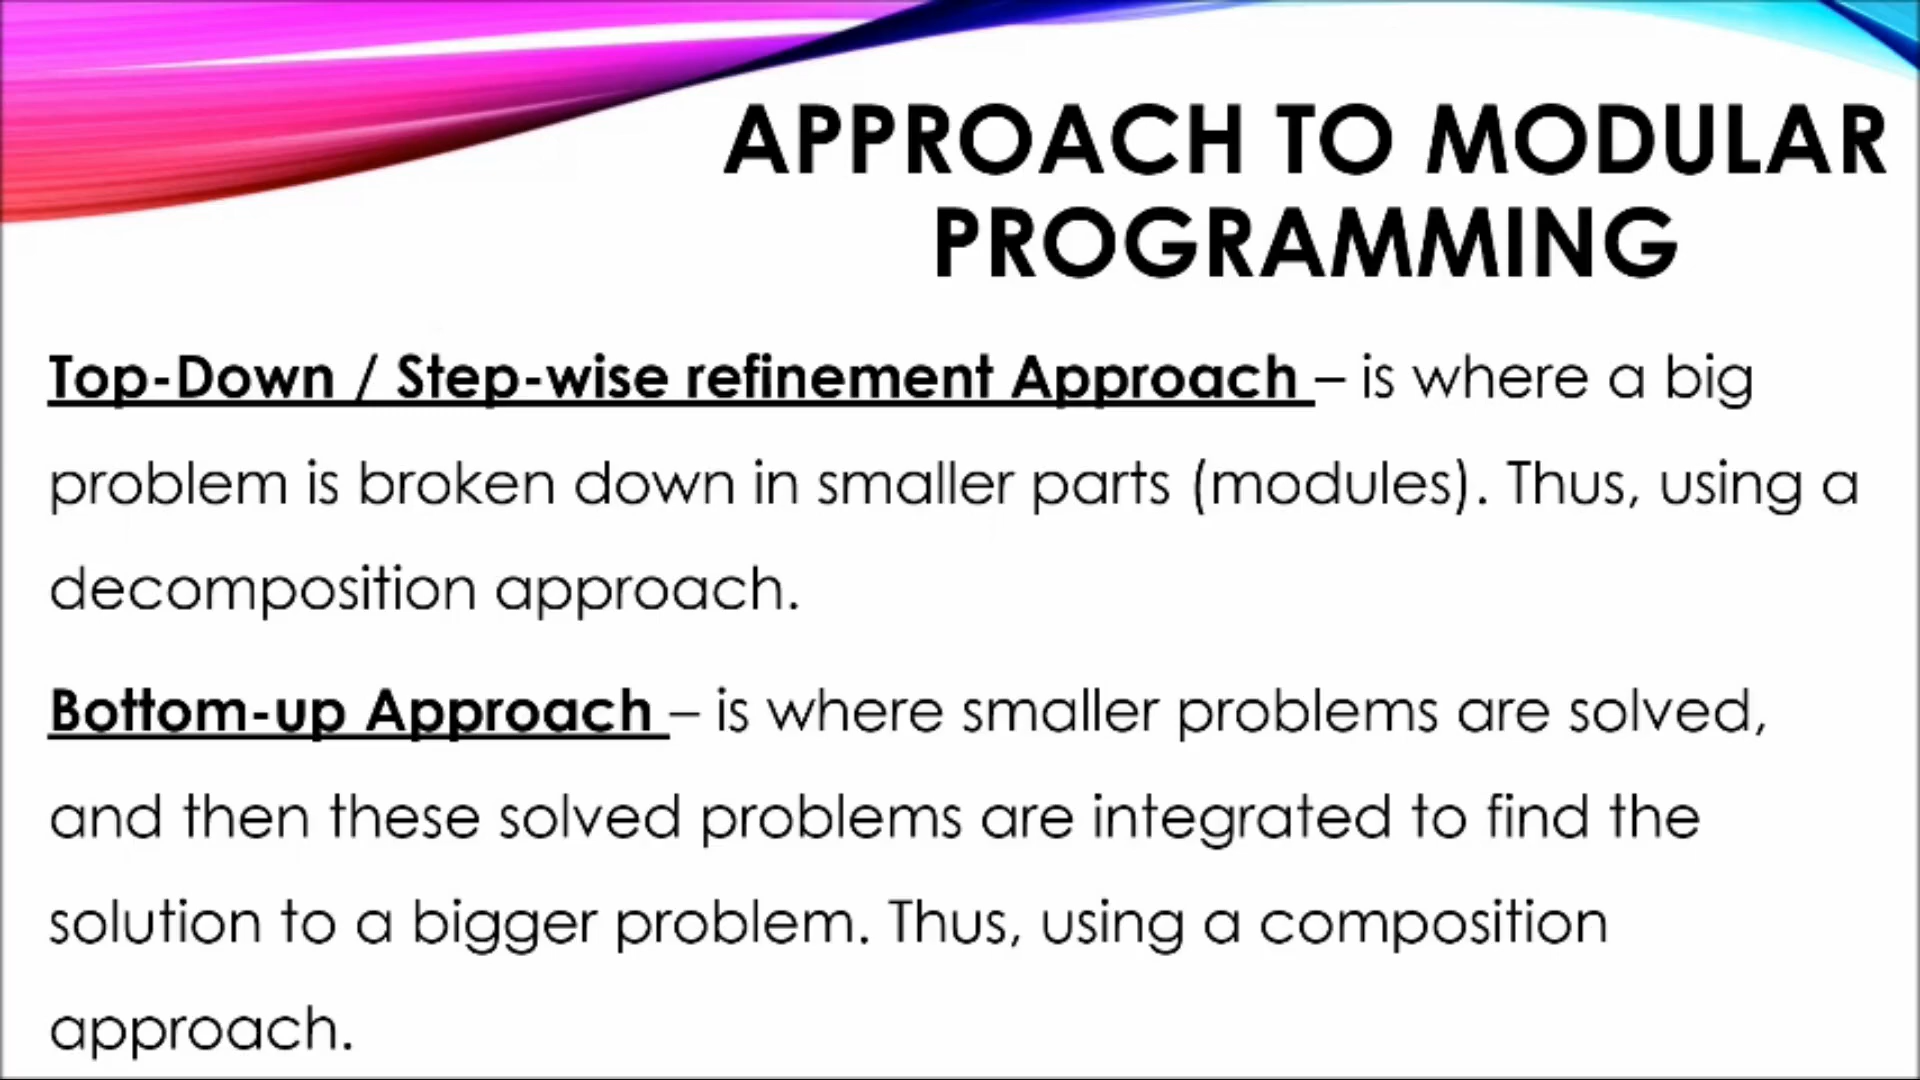 APPROACH TO MODULAR
PROGRAMMING
Top-Down / Step-wise refinement Approach – is where a big
problem is broken down in smaller parts (modules). Thus, using a
decomposition approach.
Bottom-up Approach – is where smaller problems are solved,
and then these solved problems are integrated to find the
solution to a bigger problem. Thus, using a composition
approach.